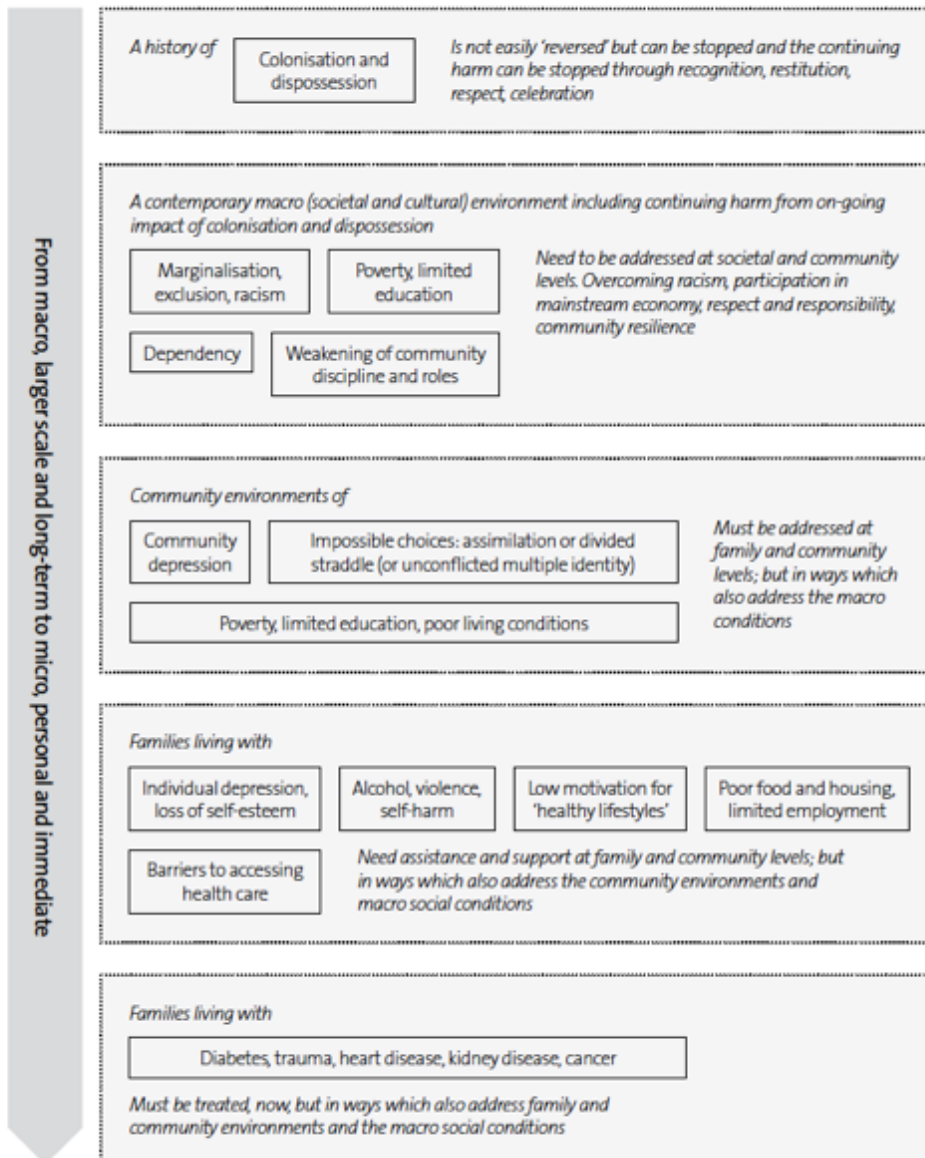 From macro, larger scale and long-term to micro, personal and immediate
A history of
Colonisation and
dispossession
Is not easily ‘reversed’ but can be stopped and the continuing
harm can be stopped through recognition, restitution,
respect, celebration
A contemporary macro (societal and cultural) environment including continuing harm from on-going
impact of colonisation and dispossession
Marginalisation,
exclusion, racism
Poverty, limited
education
Need to be addressed at societal and community
levels. Overcoming racism, participation in
mainstream economy, respect and responsibility,
community resilience
Dependency
Weakening of community
discipline and roles
Community environments of
Community
depression
Impossible choices: assimilation or divided
straddle (or unconflicted multiple identity)
Must be addressed at
family and community
levels; but in ways which
also address the macro
conditions
Poverty, limited education, poor living conditions
Families living with
Individual depression,
loss of self-esteem
Alcohol, violence,
self-harm
Low motivation for
‘healthy lifestyles’
Poor food and housing,
limited employment
Barriers to accessing
health care
Need assistance and support at family and community levels; but
in ways which also address the community environments and
macro social conditions
Families living with
Diabetes, trauma, heart disease, kidney disease, cancer
Must be treated, now, but in ways which also address family and
community environments and the macro social conditions